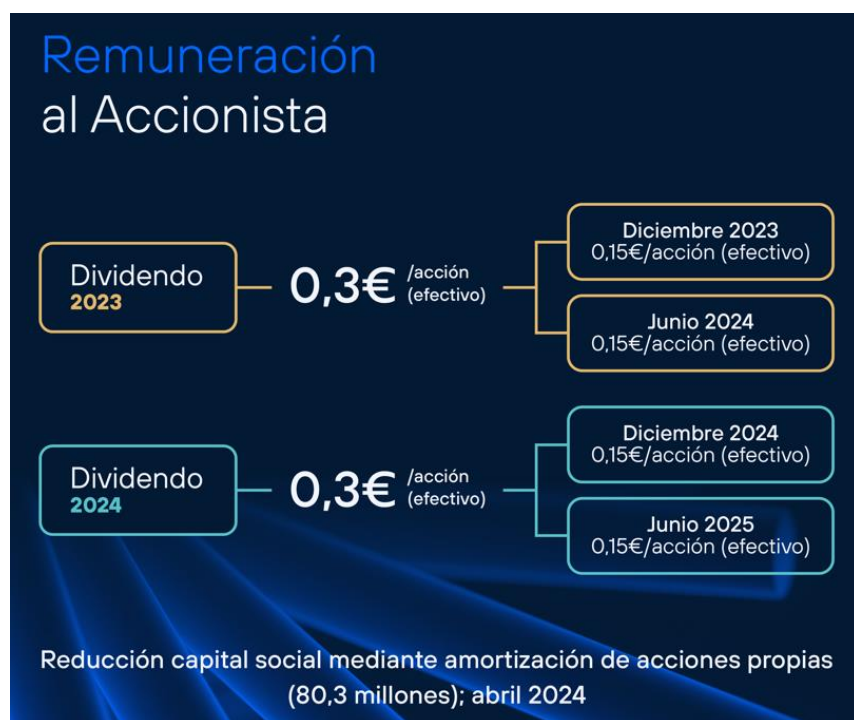 Remuneración
al Accionista
Dividendo
2023
0,3€ /acción
(efectivo)
Diciembre 2023
0,15€/acción (efectivo)
Junio 2024
0,15€/acción (efectivo)
Dividendo
2024
0,3€ /acción
(efectivo)
Diciembre 2024
0,15€/acción (efectivo)
Junio 2025
0,15€/acción (efectivo)
Reducción capital social mediante amortización de acciones propias
(80,3 millones); abril 2024